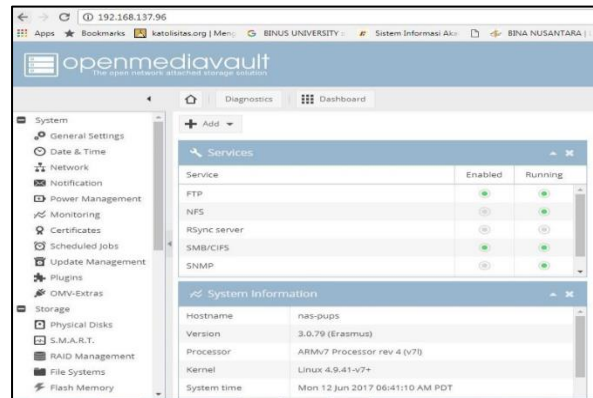 192.168.137.96
Apps Bookmarks katolisitas.org | Men BINUS UNIVERSITY Sistem Informasi Aka BINA NUSANTARA |
openmediavault
The open network attached storage solution
Diagnostics Dashboard
Add
System
General Settings
Date & Time
Network
Notification
Power Management
Monitoring
Certificates
Scheduled Jobs
Update Management
Plugins
OMV-Extras
Storage
Physical Disks
S.M.A.R.T.
RAID Management
File Systems
Flash Memory
Services
Service Enabled Running
FTP
NFS
RSync server
SMB/CIFS
SNMP
System Information
Hostname nas-pups
Version 3.0.79 (Erasmus)
Processor ARMv7 Processor rev 4 (v7l)
Kernel Linux 4.9.41-v7+
System time Mon 12 Jun 2017 06:41:10 AM PDT